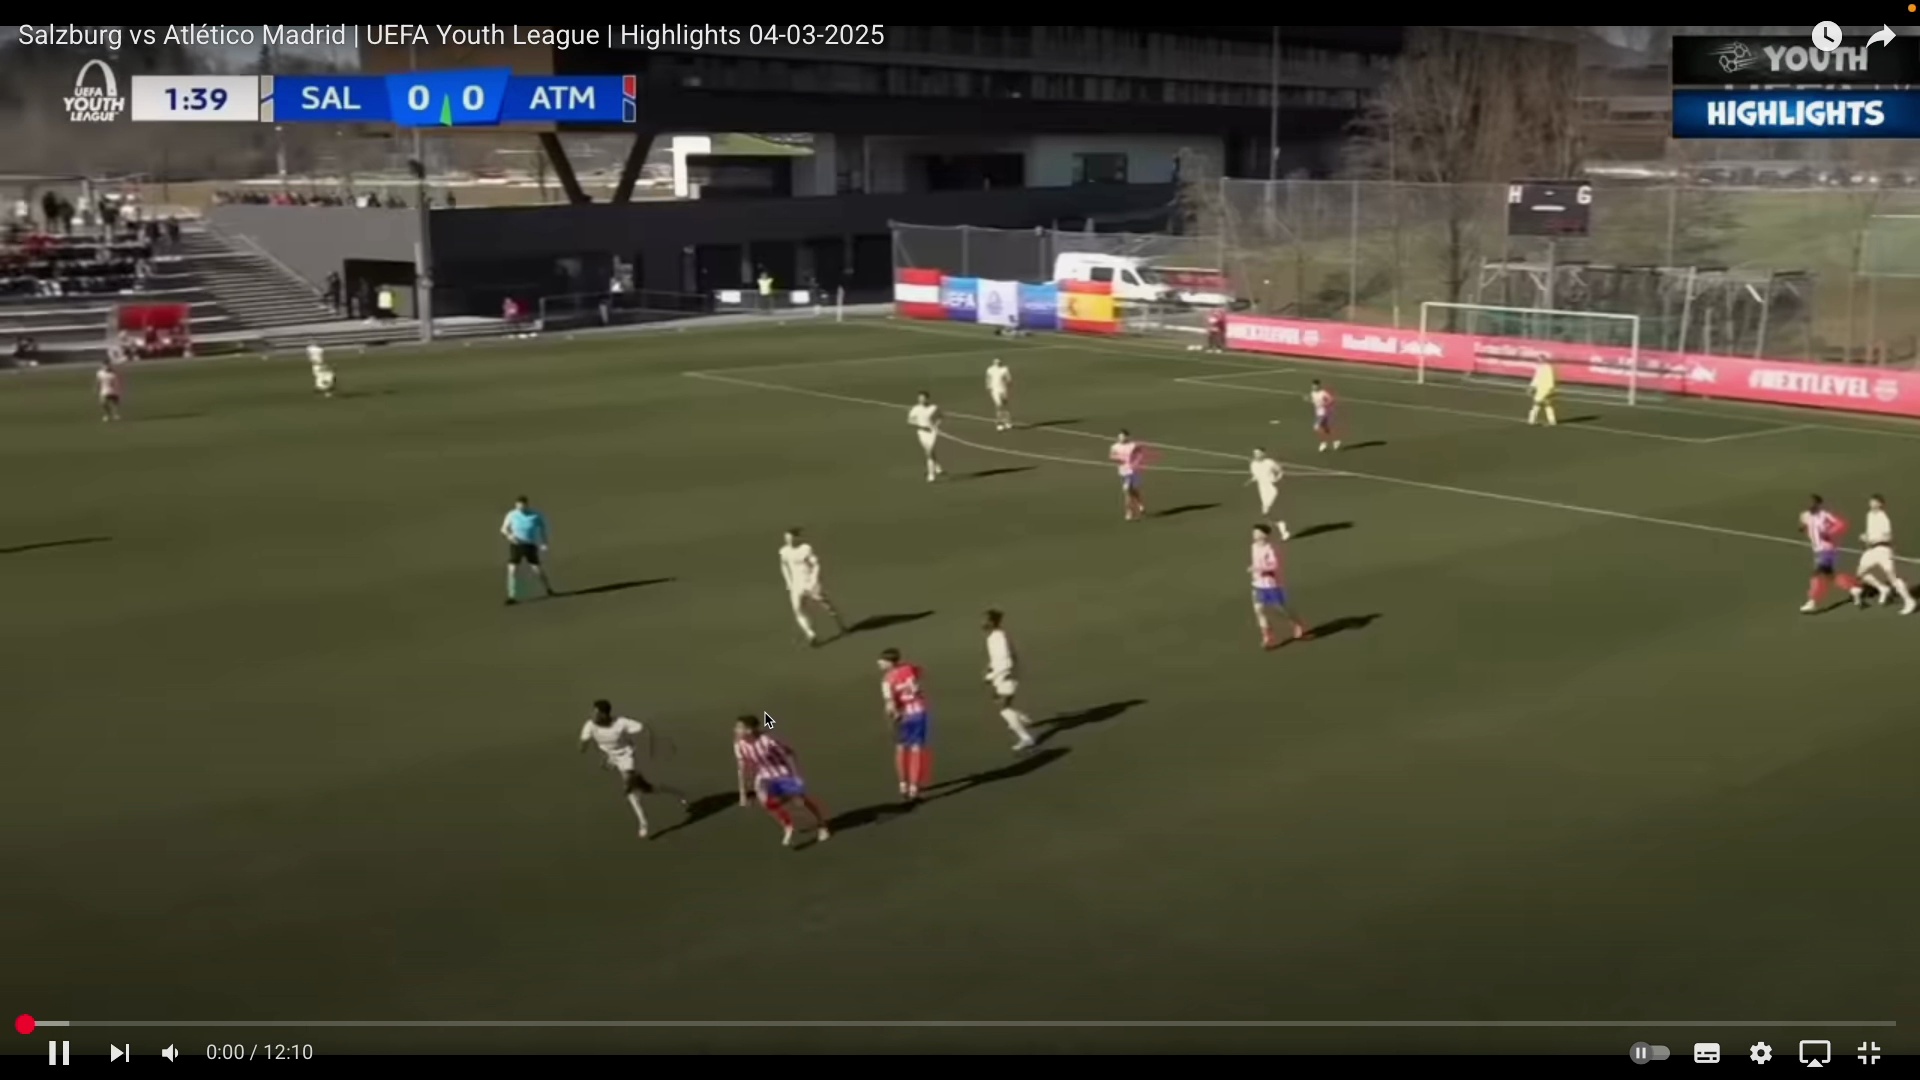 Salzburg vs Atlético Madrid | UEFA Youth League | Highlights 04-03-2025
UEFA
YOUTH
LEAGUE
1:39 SAL 0 0 ATM
YOUTH
HIGHLIGHTS
H - G
UEFA
#NEXTLEVEL
#NEXTLEVEL
0:00 / 12:10